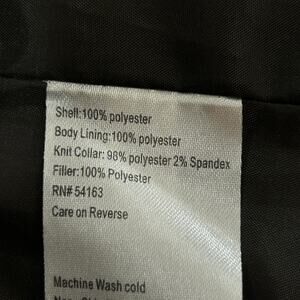 Shell:100% polyester
Body Lining:100% polyester
Knit Collar: 98% polyester 2% Spandex
Filler:100% Polyester
RN# 54163
Care on Reverse
Machine Wash cold